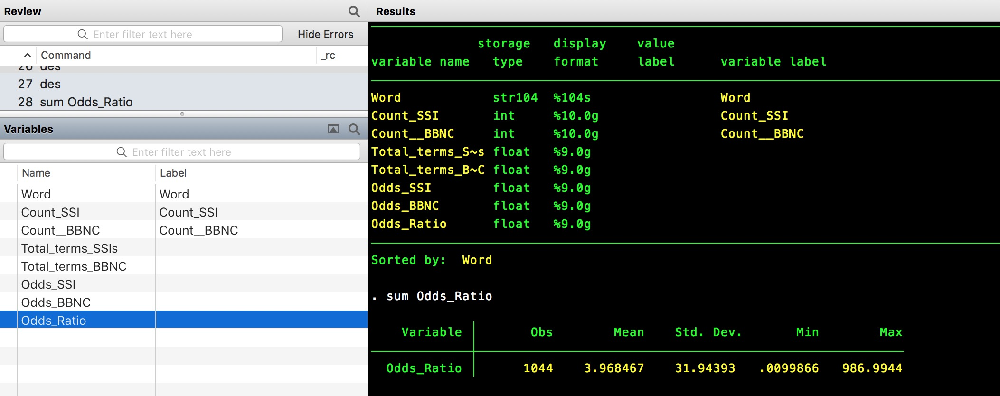 Review
Enter filter text here
Hide Errors
Command _rc
26 des
27 des
28 sum Odds_Ratio
Variables
Enter filter text here
Name Label
Word Word
Count_SSI Count_SSI
Count__BBNC Count__BBNC
Total_terms_SSIs
Total_terms_BBNC
Odds_SSI
Odds_BBNC
Odds_Ratio
Results
storage display value
variable name type format label variable label
Word str104 %104s Word
Count_SSI int %10.0g Count_SSI
Count__BBNC int %10.0g Count__BBNC
Total_terms_S~s float %9.0g
Total_terms_B~C float %9.0g
Odds_SSI float %9.0g
Odds_BBNC float %9.0g
Odds_Ratio float %9.0g
Sorted by: Word
. sum Odds_Ratio
Variable Obs Mean Std. Dev. Min Max
Odds_Ratio 1044 3.968467 31.94393 .0099866 986.9944